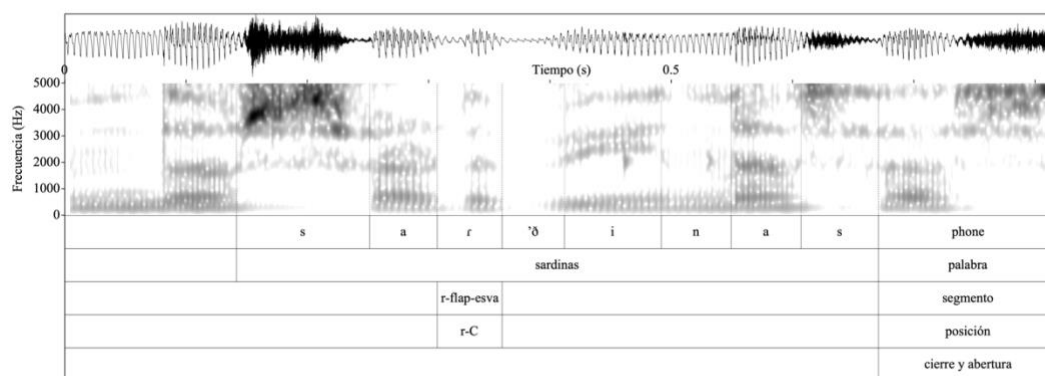 0 Tiempo (s) 0.5
5000
4000
3000
2000
1000
0
Frecuencia (Hz)
s a ɾ ’ð i n a s phone
sardinas palabra
r-flap-esva segmento
r-C posición
cierre y abertura